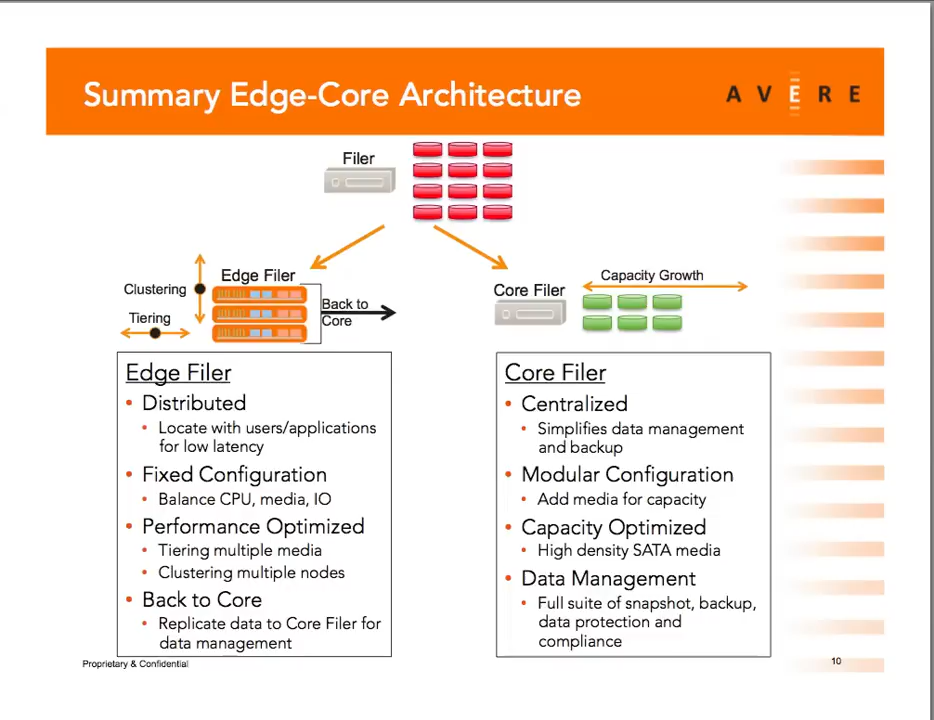 Summary Edge-Core Architecture
AVERE
Filer
Edge Filer
Clustering
Tiering
Back to
Core
Core Filer
Capacity Growth
Edge Filer
• Distributed
• Locate with users/applications
for low latency
• Fixed Configuration
• Balance CPU, media, IO
• Performance Optimized
• Tiering multiple media
• Clustering multiple nodes
• Back to Core
• Replicate data to Core Filer for
data management
Core Filer
• Centralized
• Simplifies data management
and backup
• Modular Configuration
• Add media for capacity
• Capacity Optimized
• High density SATA media
• Data Management
• Full suite of snapshot, backup,
data protection and
compliance
Proprietary & Confidential
10